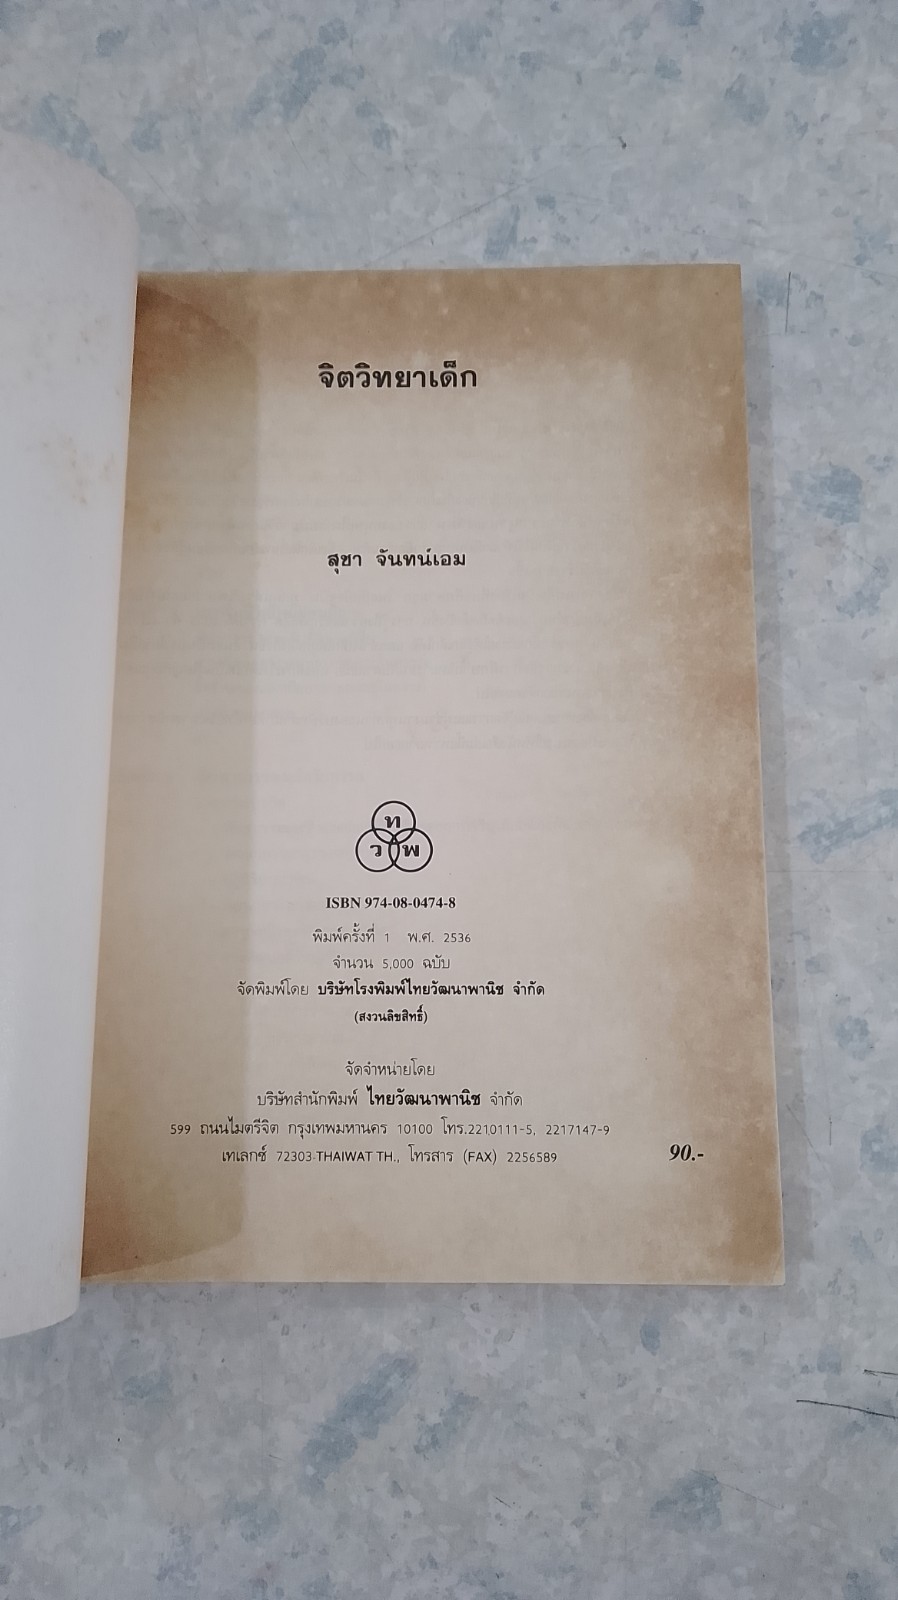 จิตวิทยาเด็ก
สุชา จันทน์เอม
ท
ว พ
ISBN 974-08-0474-8
พิมพ์ครั้งที่ 1 พ.ศ. 2536
จำนวน 5,000 ฉบับ
จัดพิมพ์โดย บริษัทโรงพิมพ์ไทยวัฒนาพานิช จำกัด
(สงวนลิขสิทธิ์)
จัดจำหน่ายโดย
บริษัทสำนักพิมพ์ ไทยวัฒนาพานิช จำกัด
599 ถนนไมตรีจิต กรุงเทพมหานคร 10100 โทร.2210111-5, 2217147-9
เทเลกซ์ 72303-THAIWAT TH., โทรสาร (FAX) 2256589
90.-